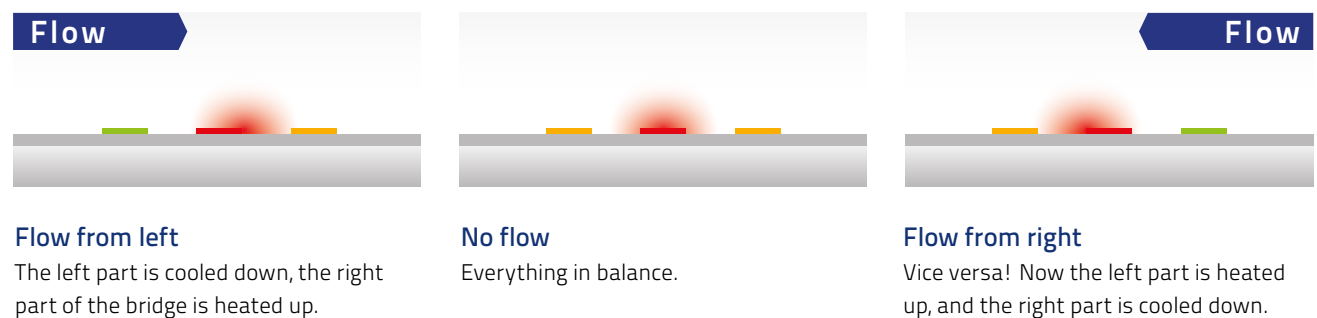 Flow
Flow
Flow from left
The left part is cooled down, the right
part of the bridge is heated up.
No flow
Everything in balance.
Flow from right
Vice versa! Now the left part is heated
up, and the right part is cooled down.